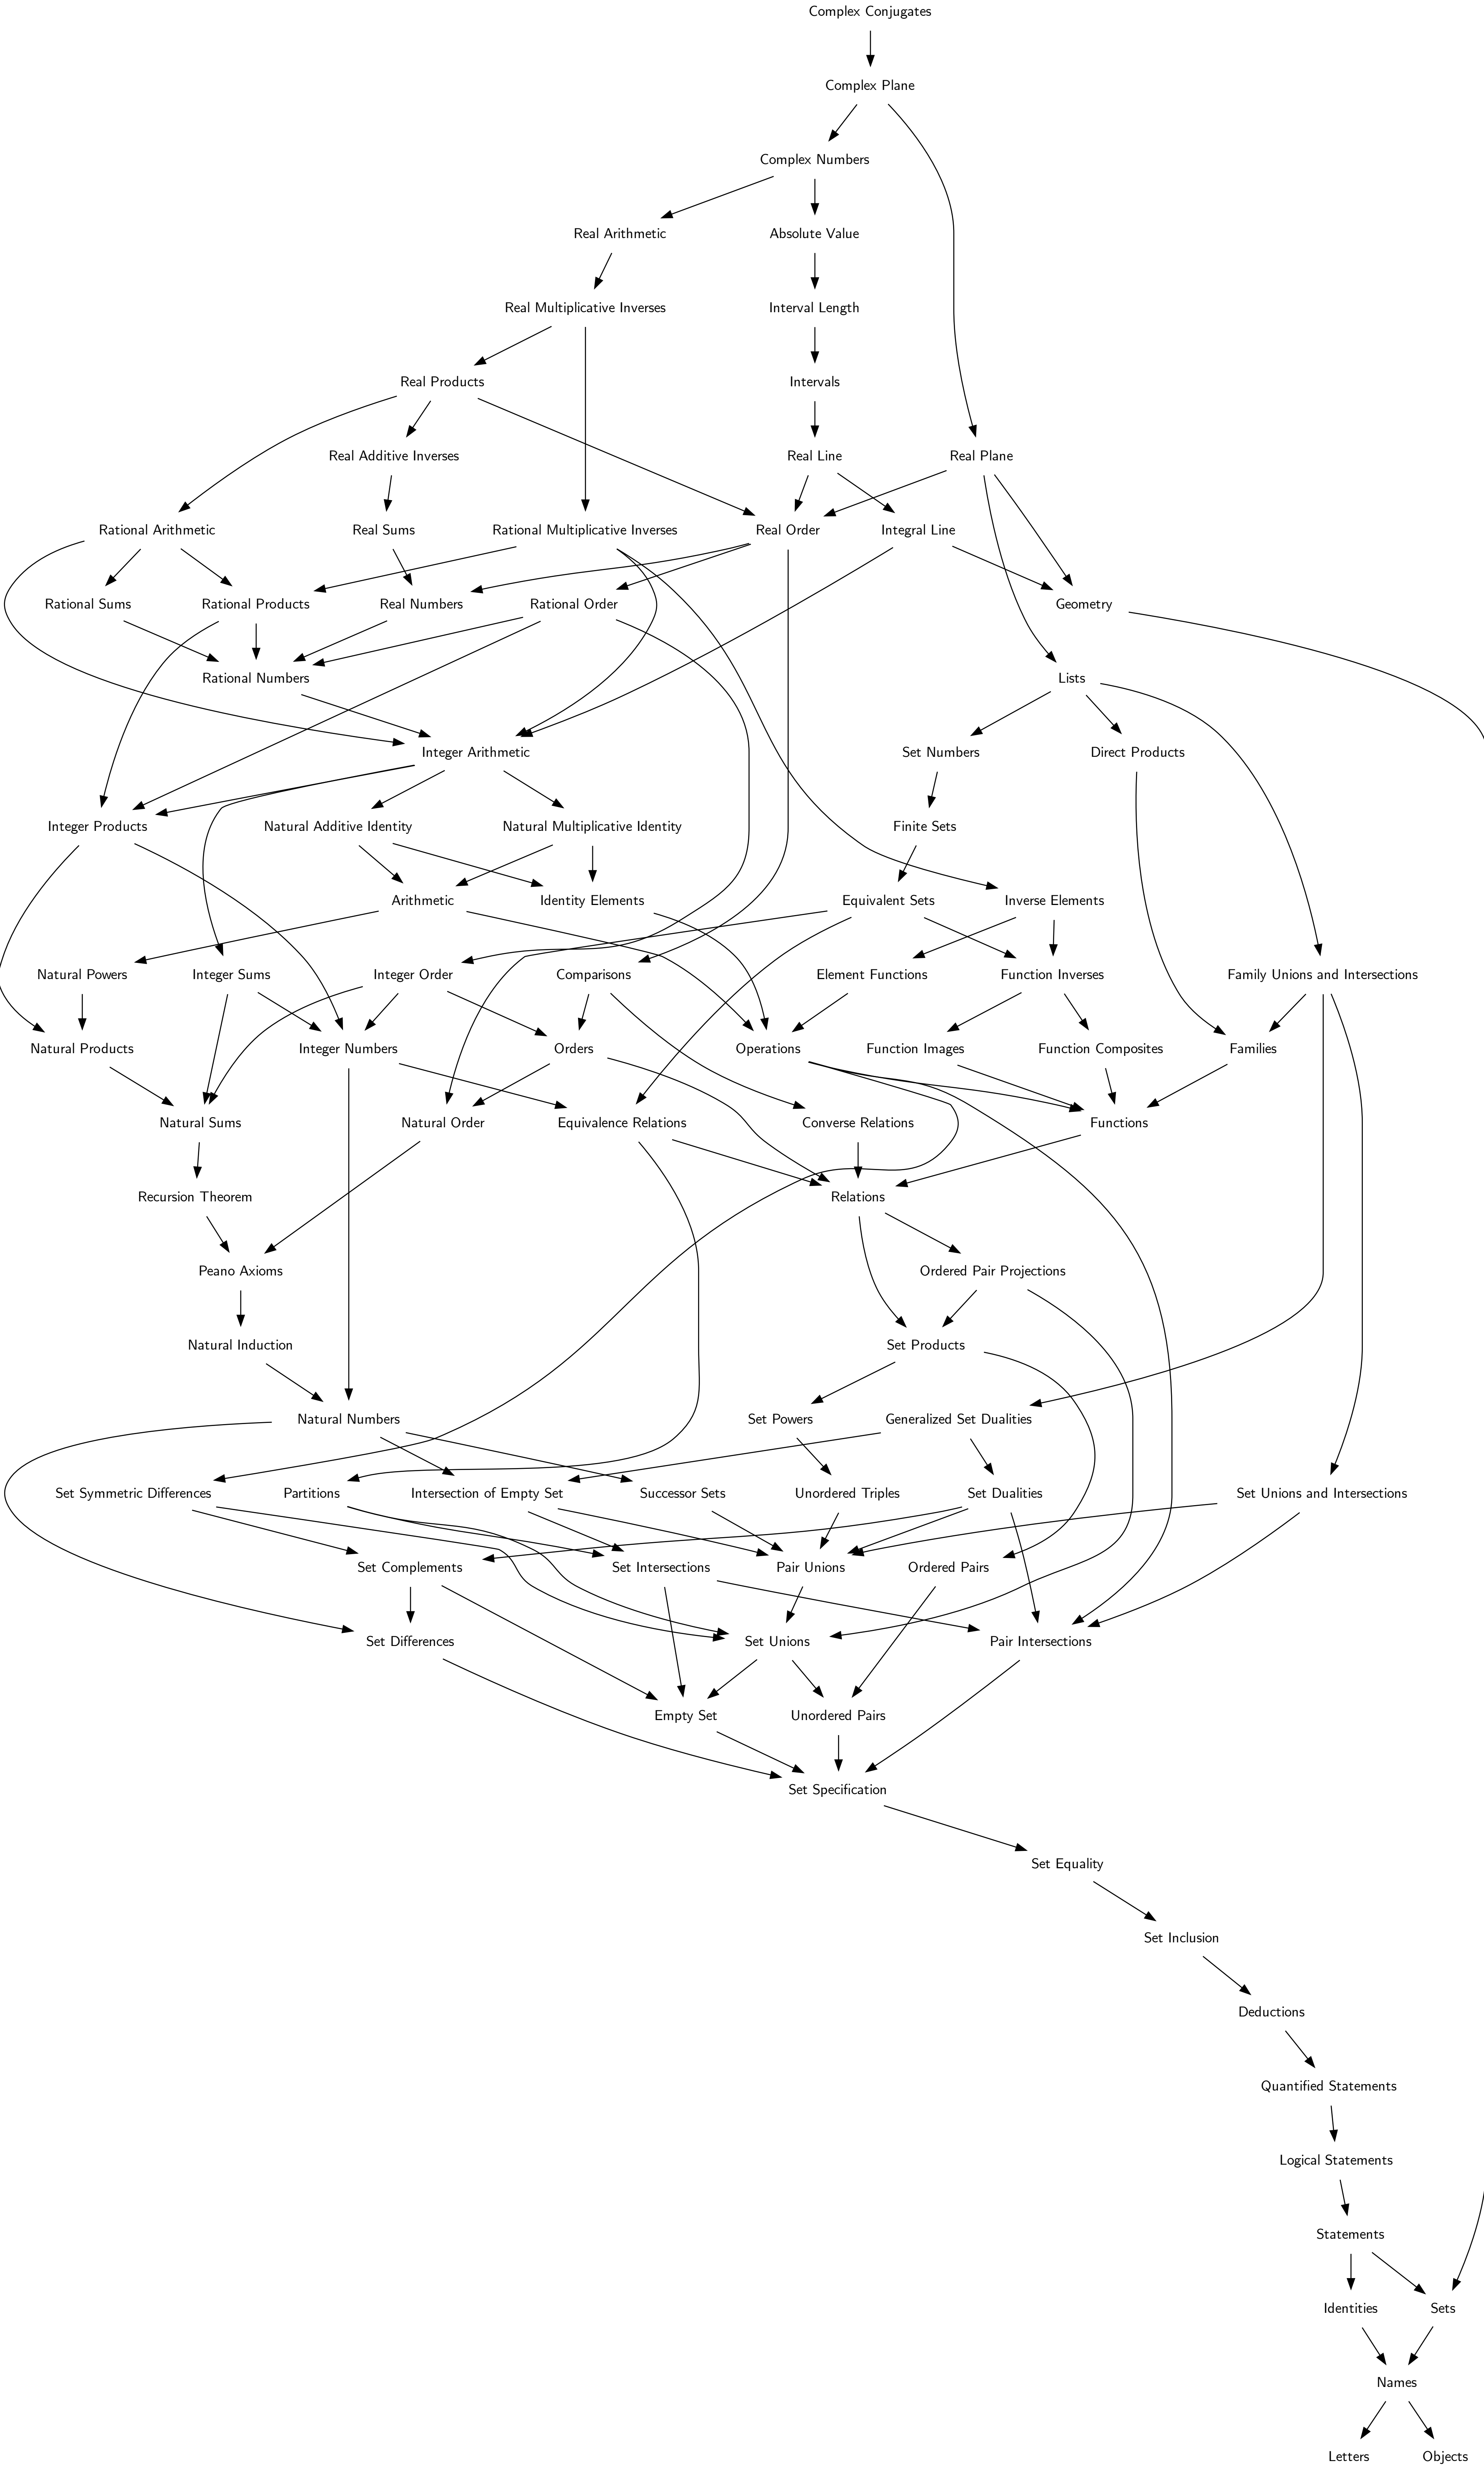 Complex Conjugates
Complex Plane
Complex Numbers
Real Arithmetic
Absolute Value
Real Multiplicative Inverses
Interval Length
Real Products
Intervals
Real Additive Inverses
Real Line
Real Plane
Rational Arithmetic
Real Sums
Rational Multiplicative Inverses
Real Order
Integral Line
Rational Sums
Rational Products
Real Numbers
Rational Order
Geometry
Rational Numbers
Lists
Integer Arithmetic
Set Numbers
Direct Products
Integer Products
Natural Additive Identity
Natural Multiplicative Identity
Finite Sets
Arithmetic
Identity Elements
Equivalent Sets
Inverse Elements
Natural Powers
Integer Sums
Integer Order
Comparisons
Element Functions
Function Inverses
Family Unions and Intersections
Natural Products
Integer Numbers
Orders
Operations
Function Images
Function Composites
Families
Natural Sums
Natural Order
Equivalence Relations
Converse Relations
Functions
Recursion Theorem
Relations
Peano Axioms
Ordered Pair Projections
Natural Induction
Set Products
Natural Numbers
Set Powers
Generalized Set Dualities
Set Symmetric Differences
Partitions
Intersection of Empty Set
Successor Sets
Unordered Triples
Set Dualities
Set Unions and Intersections
Set Complements
Set Intersections
Pair Unions
Ordered Pairs
Set Differences
Set Unions
Pair Intersections
Empty Set
Unordered Pairs
Set Specification
Set Equality
Set Inclusion
Deductions
Quantified Statements
Logical Statements
Statements
Identities
Sets
Names
Letters
Objects